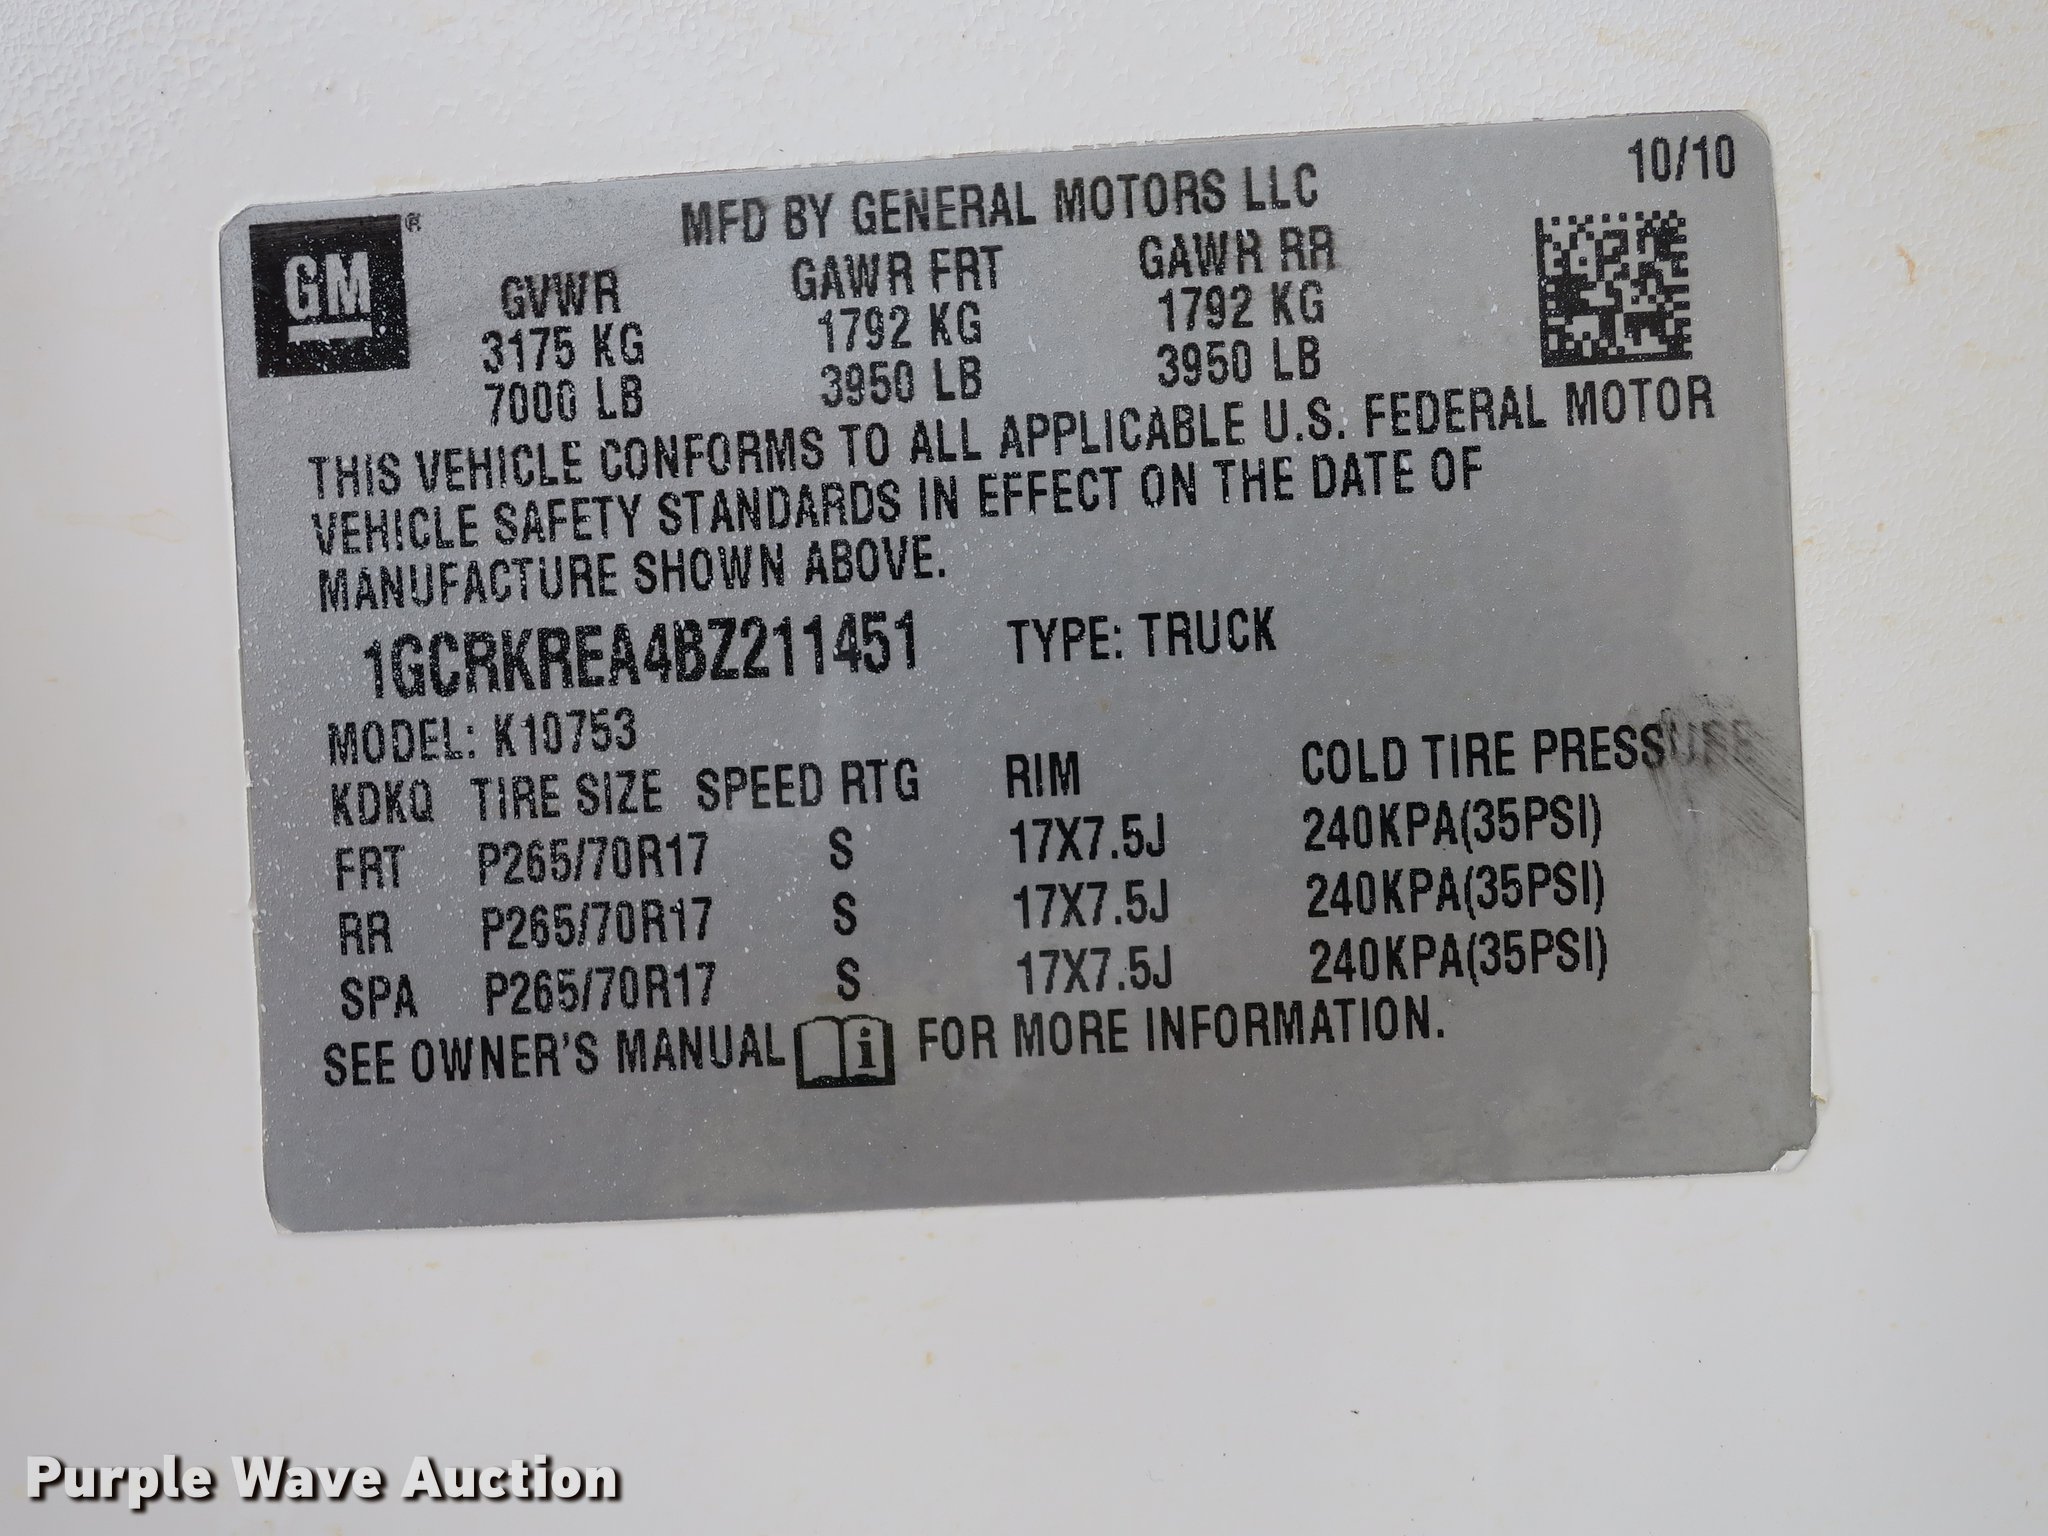 10/10
GM®
MFD BY GENERAL MOTORS LLC
GVWR GAWR FRT GAWR RR
3175 KG 1792 KG 1792 KG
7000 LB 3950 LB 3950 LB
THIS VEHICLE CONFORMS TO ALL APPLICABLE U.S. FEDERAL MOTOR
VEHICLE SAFETY STANDARDS IN EFFECT ON THE DATE OF
MANUFACTURE SHOWN ABOVE.
1GCRKREA4BZ211451 TYPE: TRUCK
MODEL: K10753
KDKQ TIRE SIZE SPEED RTG RIM COLD TIRE PRESSURE
FRT P265/70R17 S 17X7.5J 240KPA(35PSI)
RR P265/70R17 S 17X7.5J 240KPA(35PSI)
SPA P265/70R17 S 17X7.5J 240KPA(35PSI)
SEE OWNER'S MANUAL i FOR MORE INFORMATION.
Purple Wave Auction